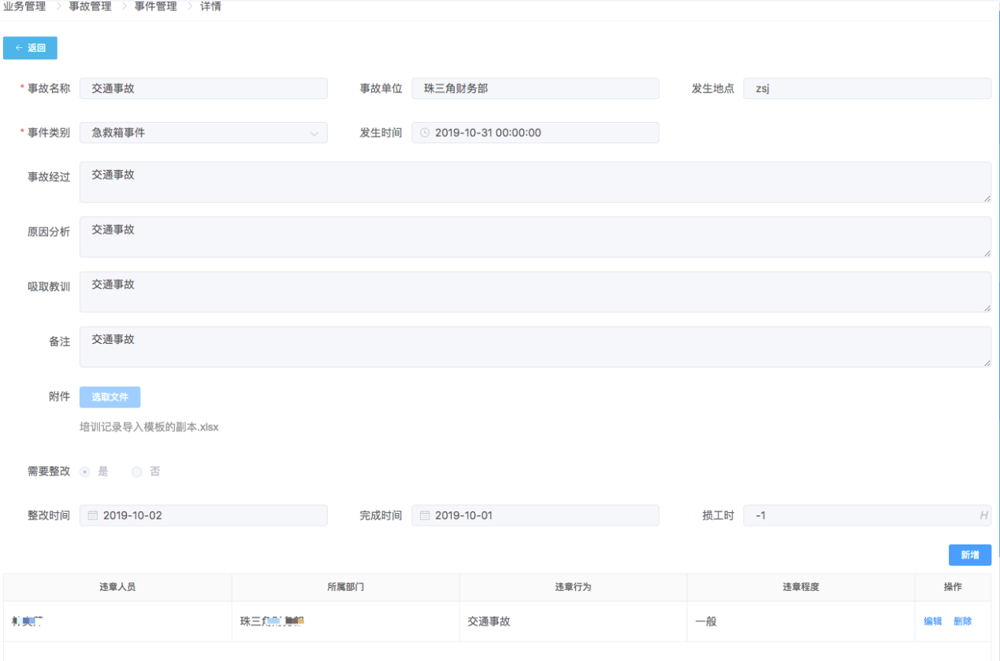 业务管理 > 事故管理 > 事件管理 > 详情
← 返回
* 事故名称 交通事故 事故单位 珠三角财务部 发生地点 zsj
* 事件类别 急救箱事件 发生时间 2019-10-31 00:00:00
事故经过 交通事故
原因分析 交通事故
吸取教训 交通事故
备注 交通事故
附件 选取文件
培训记录导入模板的副本.xlsx
需要整改 是 否
整改时间 2019-10-02 完成时间 2019-10-01 损工时 -1 H
新增
违章人员 所属部门 违章行为 违章程度 操作
珠三 交通事故 一般 编辑 删除